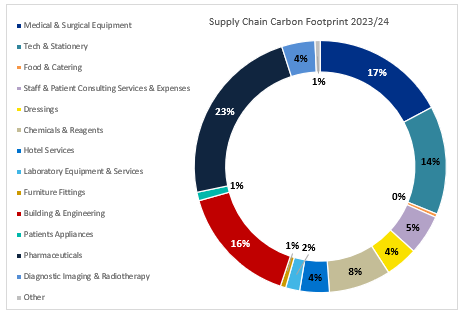 Supply Chain Carbon Footprint 2023/24
Medical & Surgical Equipment
Tech & Stationery
Food & Catering
Staff & Patient Consulting Services & Expenses
Dressings
Chemicals & Reagents
Hotel Services
Laboratory Equipment & Services
Furniture Fittings
Building & Engineering
Patients Appliances
Pharmaceuticals
Diagnostic Imaging & Radiotherapy
Other
17%
14%
0%
5%
4%
8%
4%
2%
1%
16%
1%
23%
4%
1%